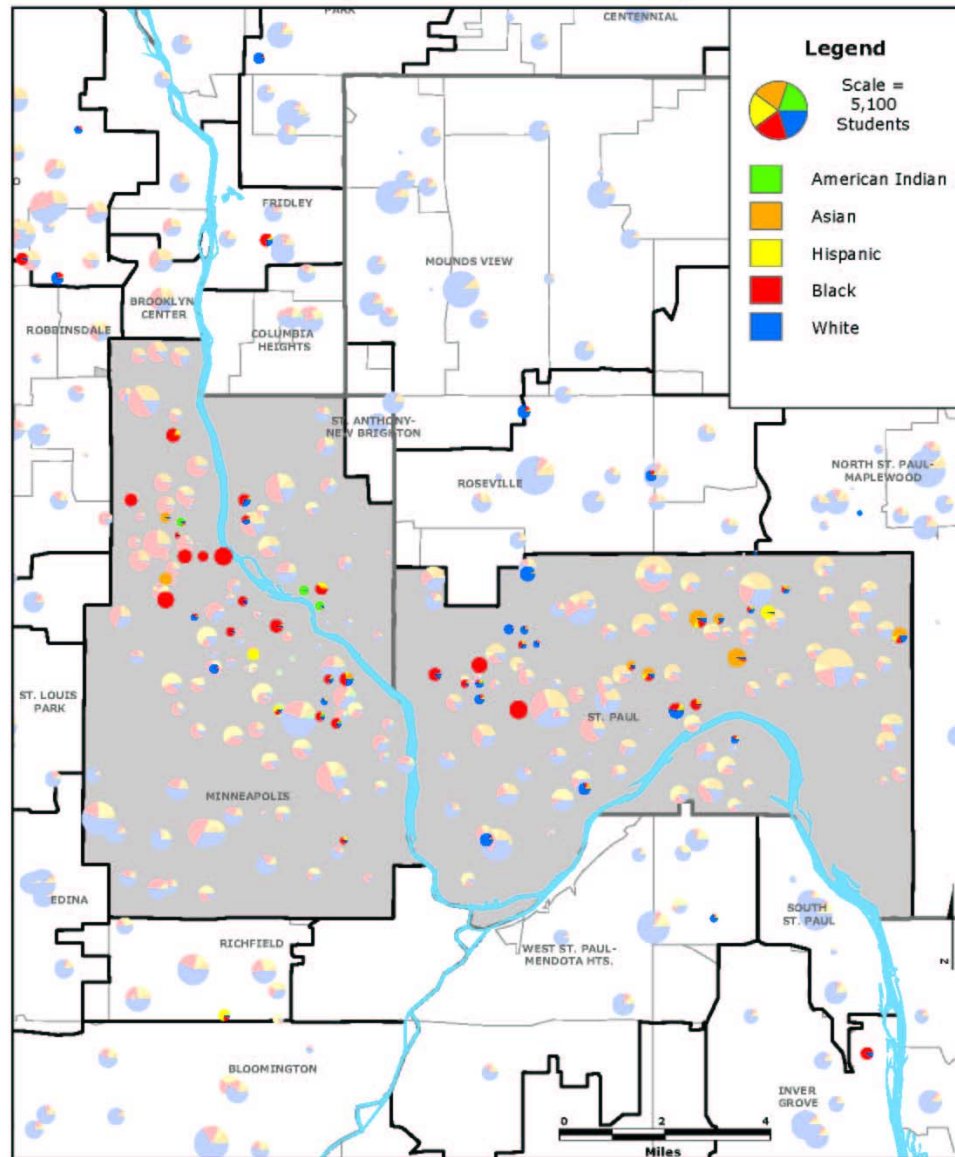 PARK
CENTENNIAL
Legend
Scale =
5,100
Students
American Indian
Asian
Hispanic
Black
White
FRIDLEY
MOUNDS VIEW
BROOKLYN
CENTER
ROBBINSDALE
COLUMBIA
HEIGHTS
ST. ANTHONY-
NEW BRIGHTON
ROSEVILLE
NORTH ST. PAUL-
MAPLEWOOD
ST. LOUIS
PARK
ST. PAUL
MINNEAPOLIS
EDINA
SOUTH
ST. PAUL
RICHFIELD
WEST ST. PAUL-
MENDOTA HTS.
N
BLOOMINGTON
INVER
GROVE
0 2 4
Miles